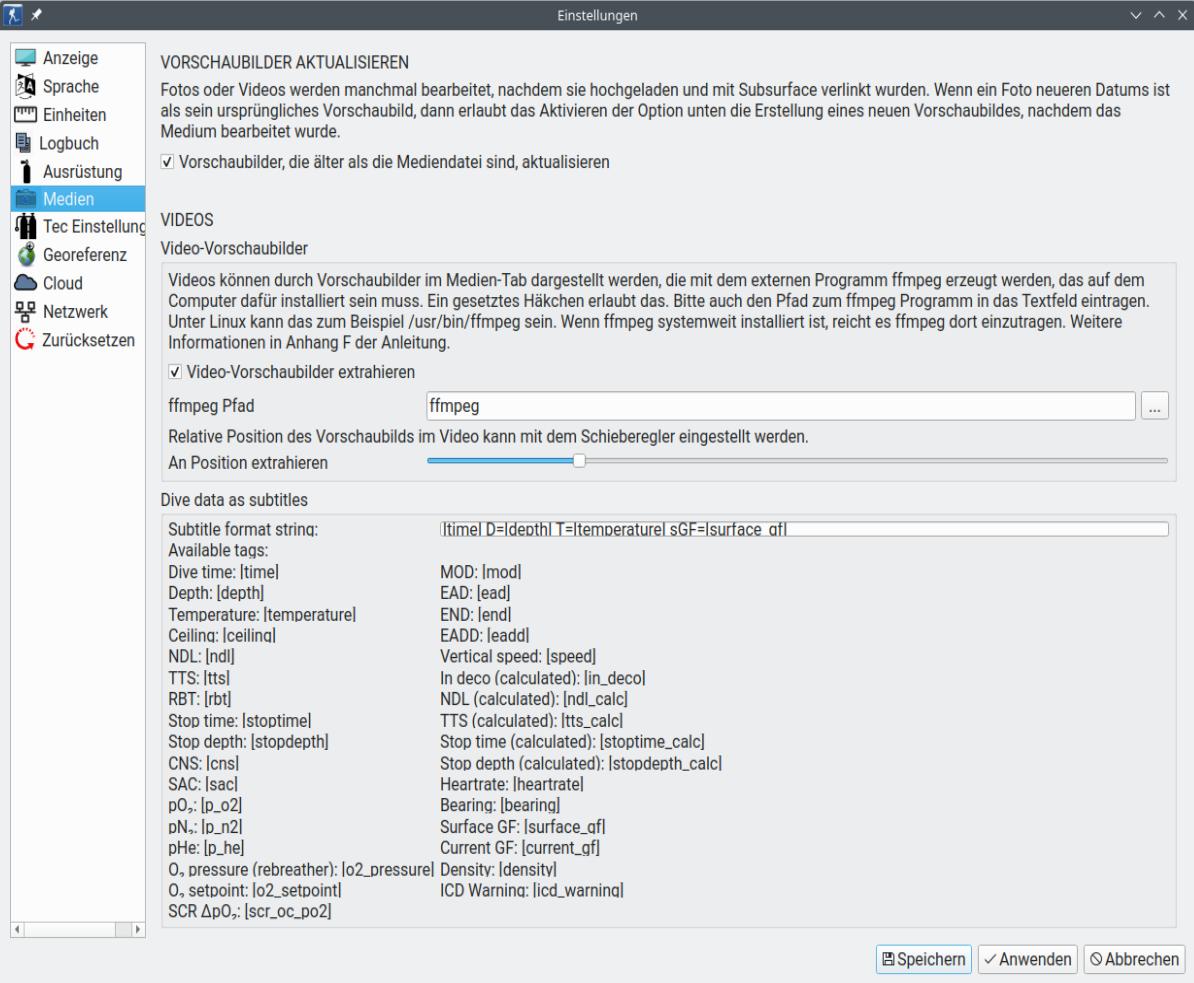 Einstellungen
Anzeige
Sprache
Einheiten
Logbuch
Ausrüstung
Medien
Tec Einstellung
Georeferenz
Cloud
Netzwerk
Zurücksetzen
VORSCHAUBILDER AKTUALISIEREN
Fotos oder Videos werden manchmal bearbeitet, nachdem sie hochgeladen und mit Subsurface verlinkt wurden. Wenn ein Foto neueren Datums ist
als sein ursprüngliches Vorschaubild, dann erlaubt das Aktivieren der Option unten die Erstellung eines neuen Vorschaubildes, nachdem das
Medium bearbeitet wurde.
Vorschaubilder, die älter als die Mediendatei sind, aktualisieren
VIDEOS
Video-Vorschaubilder
Videos können durch Vorschaubilder im Medien-Tab dargestellt werden, die mit dem externen Programm ffmpeg erzeugt werden, das auf dem
Computer dafür installiert sein muss. Ein gesetztes Häkchen erlaubt das. Bitte auch den Pfad zum ffmpeg Programm in das Textfeld eintragen.
Unter Linux kann das zum Beispiel /usr/bin/ffmpeg sein. Wenn ffmpeg systemweit installiert ist, reicht es ffmpeg dort einzutragen. Weitere
Informationen in Anhang F der Anleitung.
Video-Vorschaubilder extrahieren
ffmpeg Pfad ffmpeg ...
Relative Position des Vorschaubilds im Video kann mit dem Schieberegler eingestellt werden.
An Position extrahieren
Dive data as subtitles
Subtitle format string: [time] D=[depth] T=[temperature] sGF=[surface_gf]
Available tags:
Dive time: [time] MOD: [mod]
Depth: [depth] EAD: [ead]
Temperature: [temperature] END: [end]
Ceiling: [ceiling] EADD: [eadd]
NDL: [ndl] Vertical speed: [speed]
TTS: [tts] In deco (calculated): [in_deco]
RBT: [rbt] NDL (calculated): [ndl_calc]
Stop time: [stoptime] TTS (calculated): [tts_calc]
Stop depth: [stopdepth] Stop time (calculated): [stoptime_calc]
CNS: [cns] Stop depth (calculated): [stopdepth_calc]
SAC: [sac] Heartrate: [heartrate]
pO₂: [p_o2] Bearing: [bearing]
pN₂: [p_n2] Surface GF: [surface_gf]
pHe: [p_he] Current GF: [current_gf]
O₂ pressure (rebreather): [o2_pressure] Density: [density]
O₂ setpoint: [o2_setpoint] ICD Warning: [icd_warning]
SCR ΔpO₂: [scr_oc_po2]
Speichern Anwenden Abbrechen